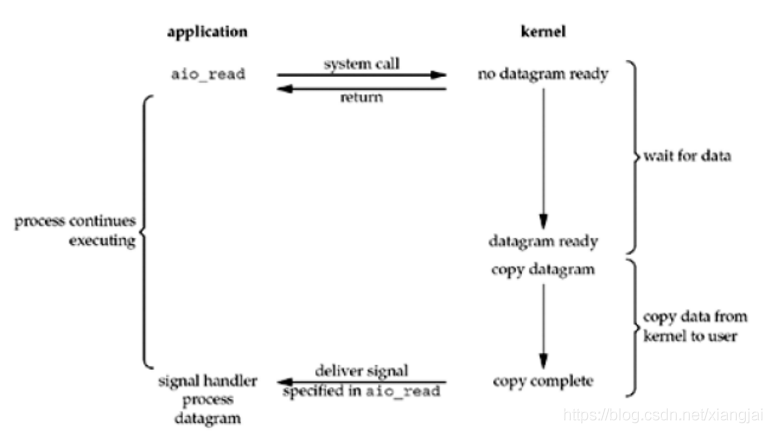 application
kernel
system call
aio_read
no datagram ready
return
wait for data
process continues
executing
datagram ready
copy datagram
copy data from
kernel to user
deliver signal
signal handler
copy complete
specified in aio_read
process
datagram
https://blog.csdn.net/xiangjai